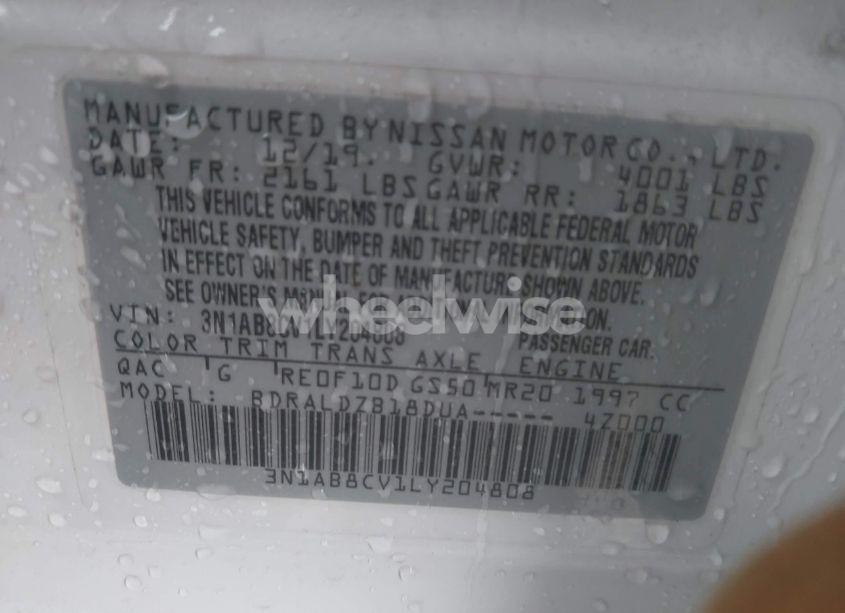 MANUFACTURED BY NISSAN MOTOR CO., LTD.
DATE: 12/19. GVWR: 4001 LBS
GAWR FR: 2161 LBS GAWR RR: 1863 LBS
THIS VEHICLE CONFORMS TO ALL APPLICABLE FEDERAL MOTOR
VEHICLE SAFETY, BUMPER AND THEFT PREVENTION STANDARDS
IN EFFECT ON THE DATE OF MANUFACTURE SHOWN ABOVE.
SEE OWNER'S MANUAL
wheelwise
VIN: 3N1AB8CV1LY204808 PASSENGER CAR.
COLOR TRIM TRANS AXLE ENGINE
QAC G RE0F10D GS50 MR20 1997 CC
MODEL: BDRALDZB18DUA----- 4Z000
3N1AB8CV1LY204808